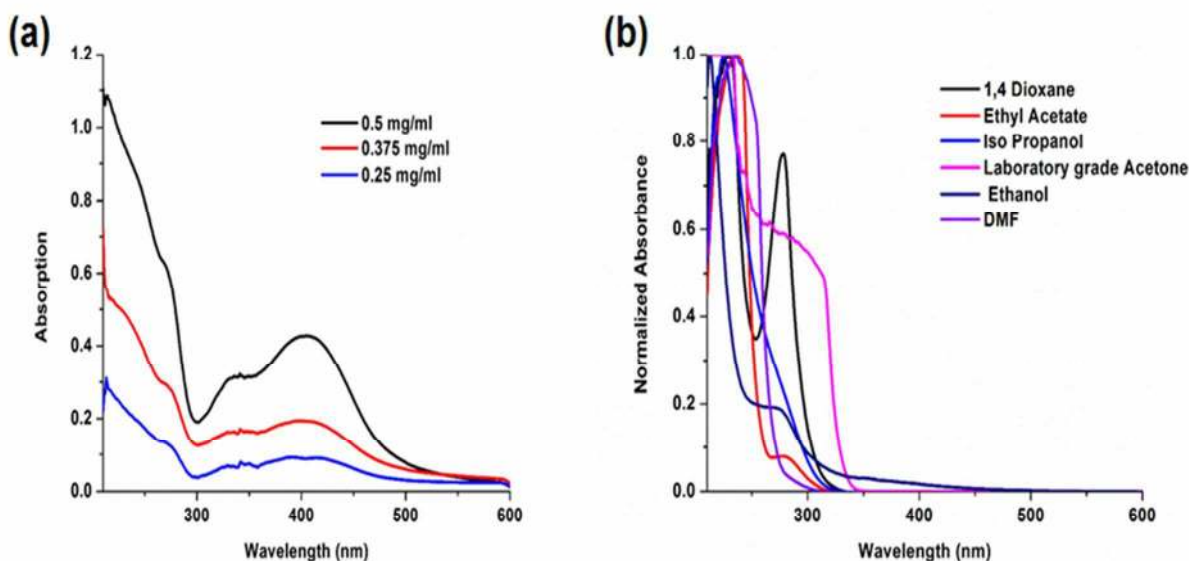 (a)
1.2
1.0
0.8
0.6
0.4
0.2
0.0
Absorption
0.5 mg/ml
0.375 mg/ml
0.25 mg/ml
300
400
500
600
Wavelength (nm)
(b)
1.0
0.8
0.6
0.4
0.2
0.0
Normalized Absorbance
1,4 Dioxane
Ethyl Acetate
Iso Propanol
Laboratory grade Acetone
Ethanol
DMF
300
400
500
600
Wavelength (nm)